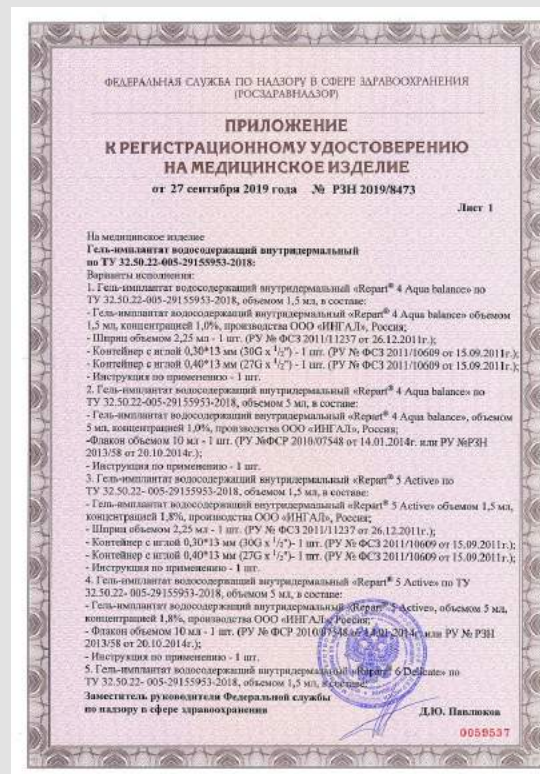 ФЕДЕРАЛЬНАЯ СЛУЖБА ПО НАДЗОРУ В СФЕРЕ ЗДРАВООХРАНЕНИЯ
(РОСЗДРАВНАДЗОР)
ПРИЛОЖЕНИЕ
К РЕГИСТРАЦИОННОМУ УДОСТОВЕРЕНИЮ
НА МЕДИЦИНСКОЕ ИЗДЕЛИЕ
от 27 сентября 2019 года № РЗН 2019/8473
Лист 1
На медицинское изделие
Гель-имплантат водосодержащий внутридермальный
по ТУ 32.50.22-005-29155953-2018:
Варианты исполнения:
1. Гель-имплантат водосодержащий внутридермальный «Repart® 4 Aqua balance» по
ТУ 32.50.22-005-29155953-2018, объемом 1,5 мл, в составе:
- Гель-имплантат водосодержащий внутридермальный «Repart® 4 Aqua balance» объемом
1,5 мл, концентрацией 1,0%, производства ООО «ИНГАЛ», Россия;
- Шприц объемом 2,25 мл - 1 шт. (РУ № ФСЗ 2011/11237 от 26.12.2011г.);
- Контейнер с иглой 0,30*13 мм (30G x 1/2") - 1 шт. (РУ № ФСЗ 2011/10609 от 15.09.2011г.);
- Контейнер с иглой 0,40*13 мм (27G x 1/2") - 1 шт. (РУ № ФСЗ 2011/10609 от 15.09.2011г.);
- Инструкция по применению - 1 шт.
2. Гель-имплантат водосодержащий внутридермальный «Repart® 4 Aqua balance» по
ТУ 32.50.22-005-29155953-2018, объемом 5 мл, в составе:
- Гель-имплантат водосодержащий внутридермальный «Repart® 4 Aqua balance», объемом
5 мл, концентрацией 1,0%, производства ООО «ИНГАЛ», Россия;
-Флакон объемом 10 мл - 1 шт. (РУ №ФСР 2010/07548 от 14.01.2014г. или РУ №РЗН
2013/58 от 20.10.2014г.);
- Инструкция по применению - 1 шт.
3. Гель-имплантат водосодержащий внутридермальный «Repart® 5 Active» по
ТУ 32.50.22- 005-29155953-2018, объемом 1,5 мл, в составе:
- Гель-имплантат водосодержащий внутридермальный «Repart® 5 Active» объемом 1,5 мл,
концентрацией 1,8%, производства ООО «ИНГАЛ», Россия;
- Шприц объемом 2,25 мл - 1 шт. (РУ № ФСЗ 2011/11237 от 26.12.2011г.);
- Контейнер с иглой 0,30*13 мм (30G x 1/2")- 1 шт. (РУ № ФСЗ 2011/10609 от 15.09.2011г.);
- Контейнер с иглой 0,40*13 мм (27G x 1/2")- 1 шт. (РУ № ФСЗ 2011/10609 от 15.09.2011г.);
- Инструкция по применению - 1 шт.
4. Гель-имплантат водосодержащий внутридермальный «Repart® 5 Active» по ТУ
32.50.22- 005-29155953-2018, объемом 5 мл, в составе:
- Гель-имплантат водосодержащий внутридермальный «Repart® 5 Active», объемом 5 мл,
концентрацией 1,8%, производства ООО «ИНГАЛ», Россия;
- Флакон объемом 10 мл - 1 шт. (РУ № ФСР 2010/07548 от 14.01.2014г. или РУ № РЗН
2013/58 от 20.10.2014г.);
- Инструкция по применению - 1 шт.
5. Гель-имплантат водосодержащий внутридермальный «Repart® 6 Delicate» по
ТУ 32.50.22-005-29155953-2018, объемом 1,5 мл, в составе:
Заместитель руководителя Федеральной службы
по надзору в сфере здравоохранения
Д.Ю. Павлюков
0059537